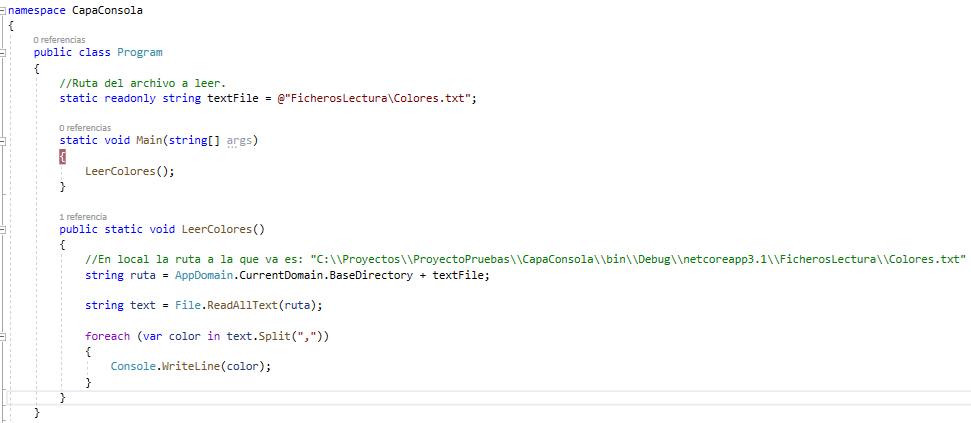 namespace CapaConsola
{
0 referencias
public class Program
{
//Ruta del archivo a leer.
static readonly string textFile = @"FicherosLectura\Colores.txt";
0 referencias
static void Main(string[] args)
{
LeerColores();
}
1 referencia
public static void LeerColores()
{
//En local la ruta a la que va es: "C:\\Proyectos\\ProyectoPruebas\\CapaConsola\\bin\\Debug\\netcoreapp3.1\\FicherosLectura\\Colores.txt"
string ruta = AppDomain.CurrentDomain.BaseDirectory + textFile;
string text = File.ReadAllText(ruta);
foreach (var color in text.Split(","))
{
Console.WriteLine(color);
}
}
}